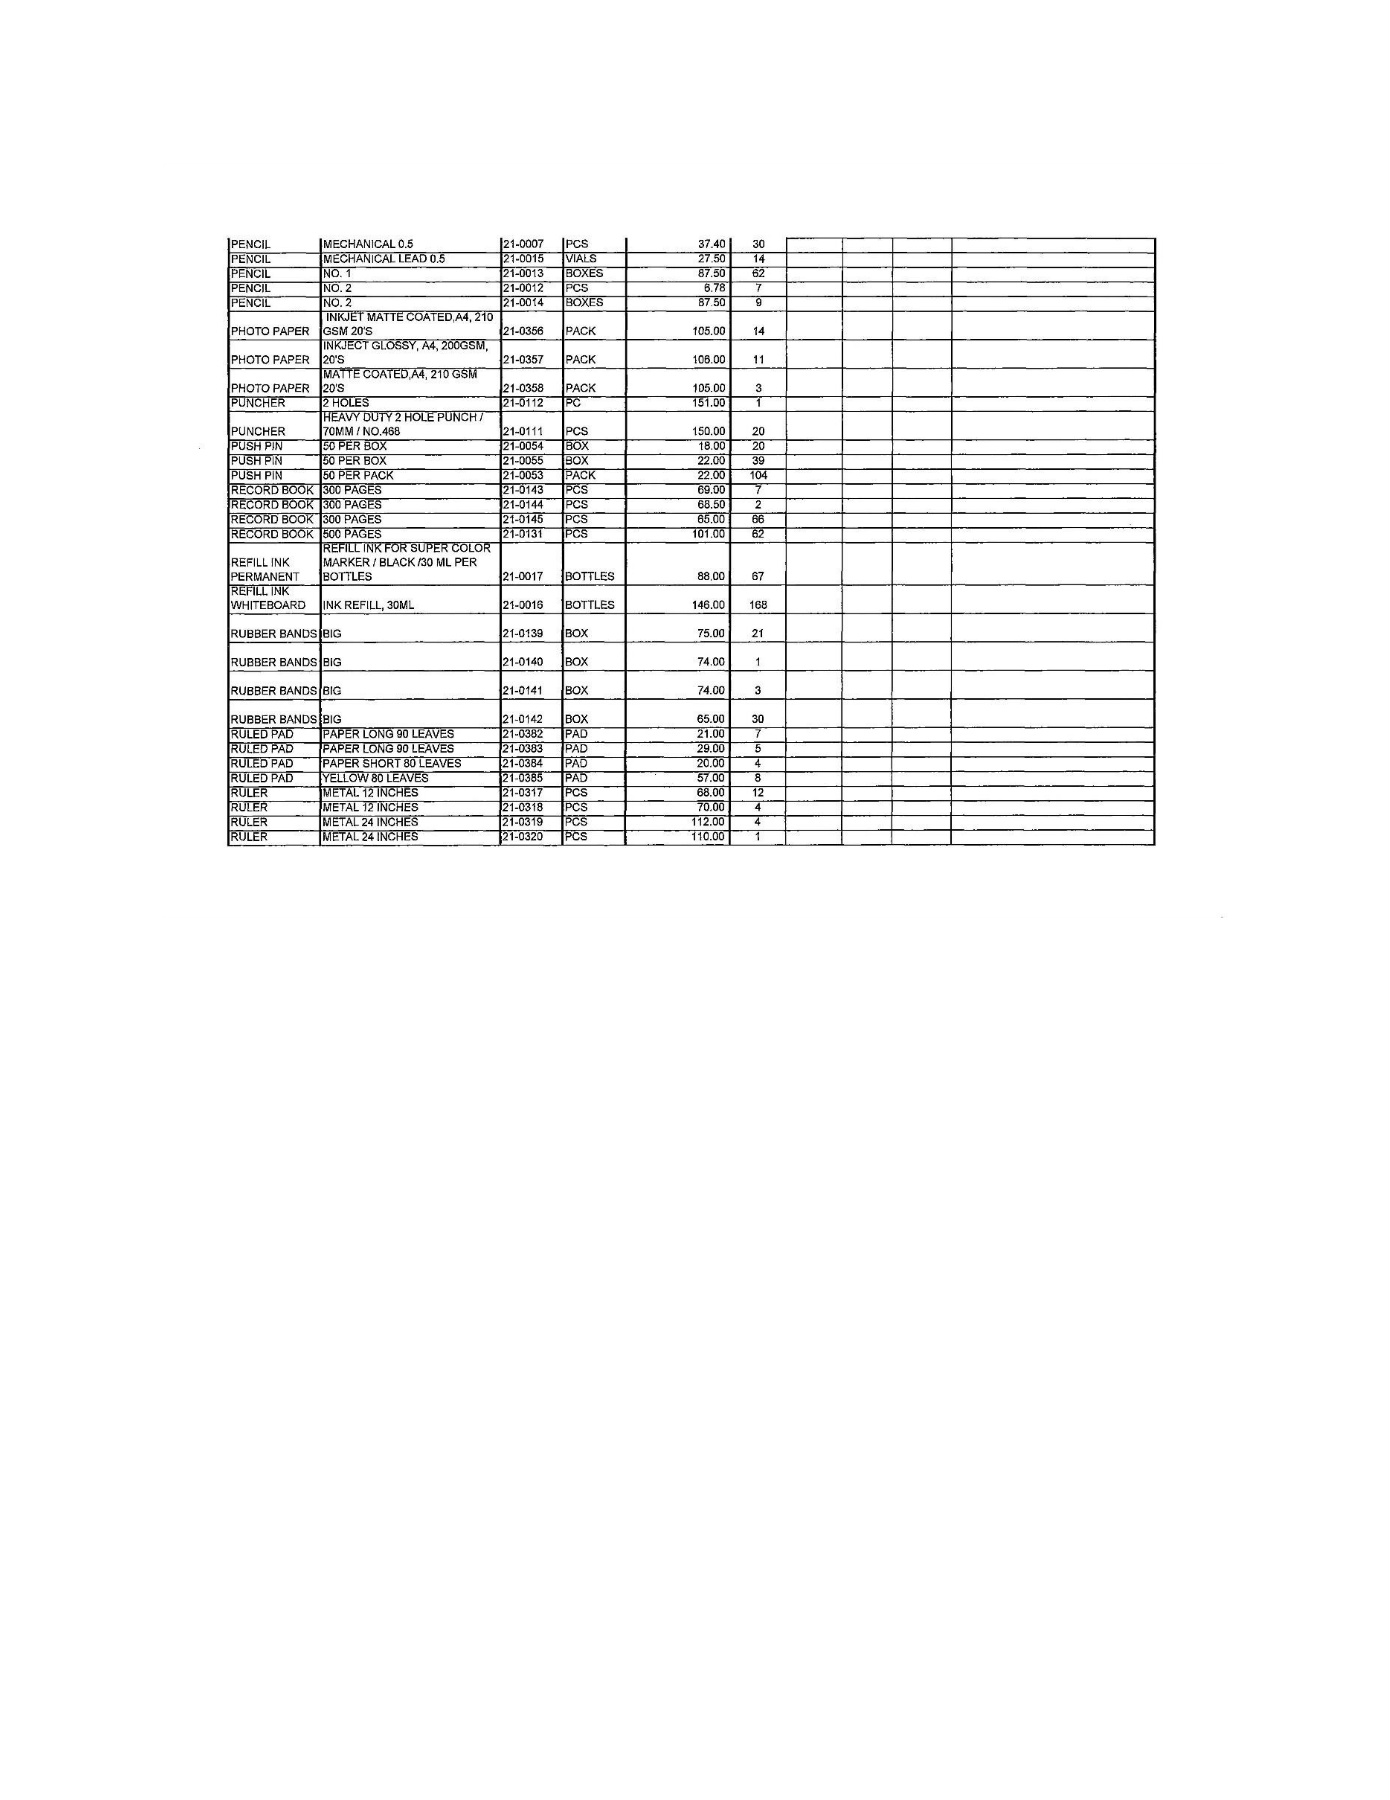 PENCIL MECHANICAL 0.5 21-0007 PCS 37.40 30
PENCIL MECHANICAL LEAD 0.5 21-0015 VIALS 27.50 14
PENCIL NO. 1 21-0013 BOXES 87.50 62
PENCIL NO. 2 21-0012 PCS 6.78 7
PENCIL NO. 2 21-0014 BOXES 87.50 9
INKJET MATTE COATED,A4, 210
PHOTO PAPER GSM 20'S 21-0356 PACK 105.00 14
INKJECT GLOSSY, A4, 200GSM,
PHOTO PAPER 20'S 21-0357 PACK 106.00 11
MATTE COATED,A4, 210 GSM
PHOTO PAPER 20'S 21-0358 PACK 105.00 3
PUNCHER 2 HOLES 21-0112 PC 151.00 1
HEAVY DUTY 2 HOLE PUNCH /
PUNCHER 70MM / NO.468 21-0111 PCS 150.00 20
PUSH PIN 50 PER BOX 21-0054 BOX 18.00 20
PUSH PIN 50 PER BOX 21-0055 BOX 22.00 39
PUSH PIN 50 PER PACK 21-0053 PACK 22.00 104
RECORD BOOK 300 PAGES 21-0143 PCS 69.00 7
RECORD BOOK 300 PAGES 21-0144 PCS 68.50 2
RECORD BOOK 300 PAGES 21-0145 PCS 65.00 66
RECORD BOOK 500 PAGES 21-0131 PCS 101.00 62
REFILL INK FOR SUPER COLOR
REFILL INK MARKER / BLACK /30 ML PER
PERMANENT BOTTLES 21-0017 BOTTLES 88.00 67
REFILL INK
WHITEBOARD INK REFILL, 30ML 21-0016 BOTTLES 146.00 168
RUBBER BANDS BIG 21-0139 BOX 75.00 21
RUBBER BANDS BIG 21-0140 BOX 74.00 1
RUBBER BANDS BIG 21-0141 BOX 74.00 3
RUBBER BANDS BIG 21-0142 BOX 65.00 30
RULED PAD PAPER LONG 90 LEAVES 21-0382 PAD 21.00 7
RULED PAD PAPER LONG 90 LEAVES 21-0383 PAD 29.00 5
RULED PAD PAPER SHORT 80 LEAVES 21-0384 PAD 20.00 4
RULED PAD YELLOW 80 LEAVES 21-0385 PAD 57.00 8
RULER METAL 12 INCHES 21-0317 PCS 68.00 12
RULER METAL 12 INCHES 21-0318 PCS 70.00 4
RULER METAL 24 INCHES 21-0319 PCS 112.00 4
RULER METAL 24 INCHES 21-0320 PCS 110.00 1